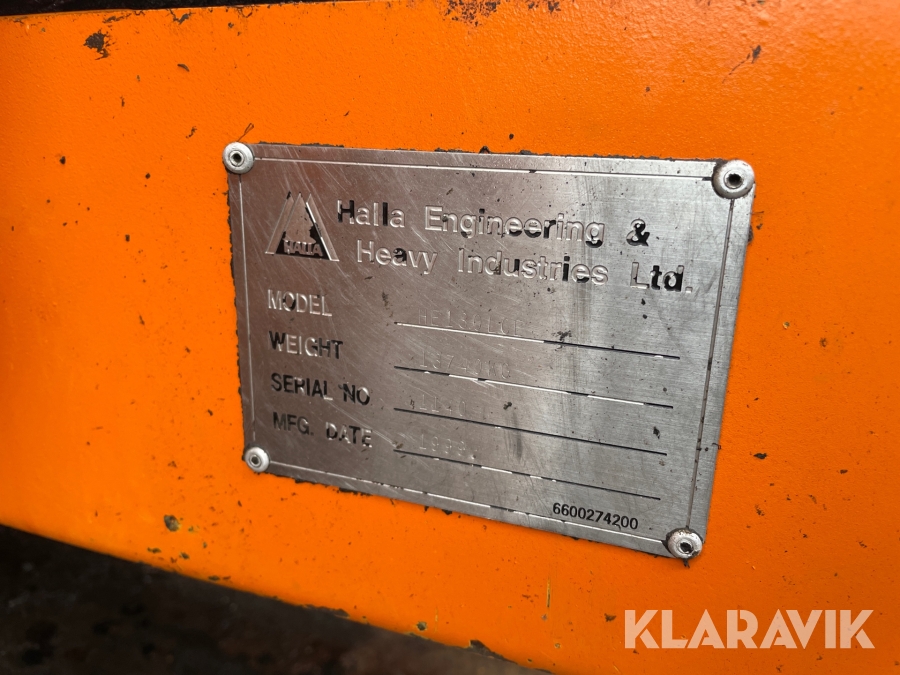 HALLA
Halla Engineering &
Heavy Industries Ltd.
MODEL
WEIGHT
SERIAL NO
MFG. DATE
6600274200
KLARAVIK